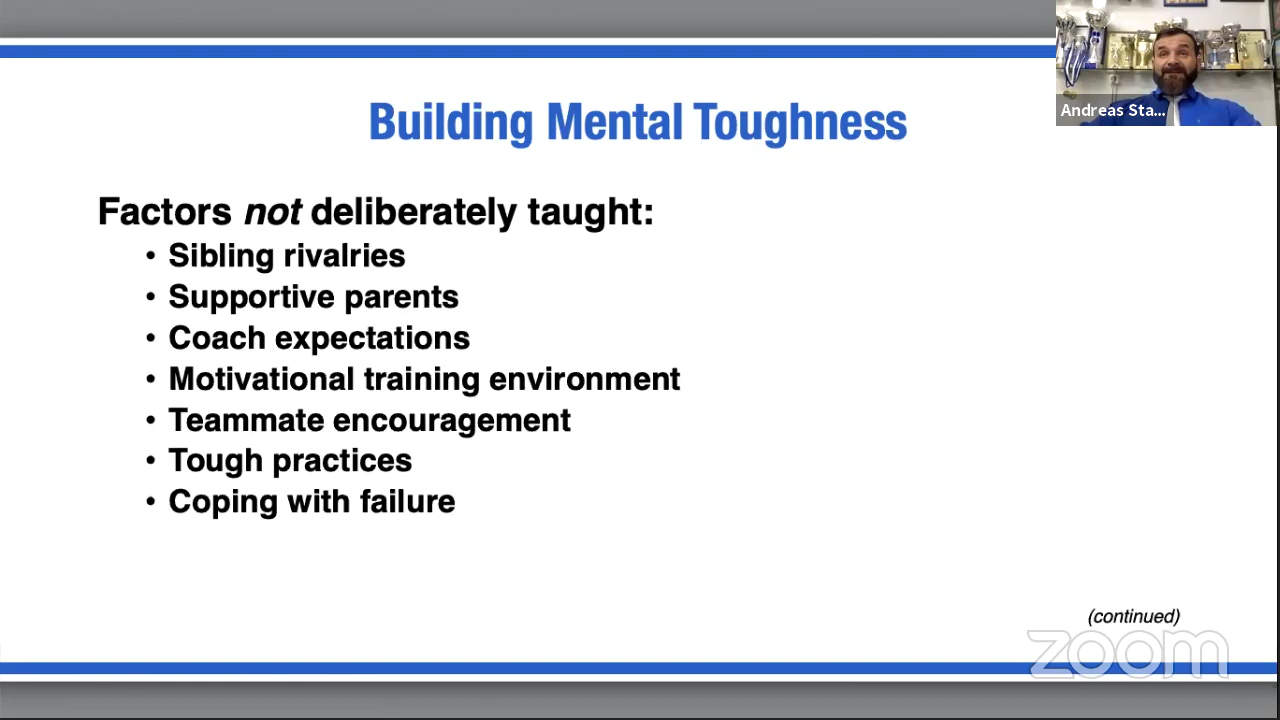 Building Mental Toughness
Andreas Sta...
Factors not deliberately taught:
• Sibling rivalries
• Supportive parents
• Coach expectations
• Motivational training environment
• Teammate encouragement
• Tough practices
• Coping with failure
(continued)
zoom